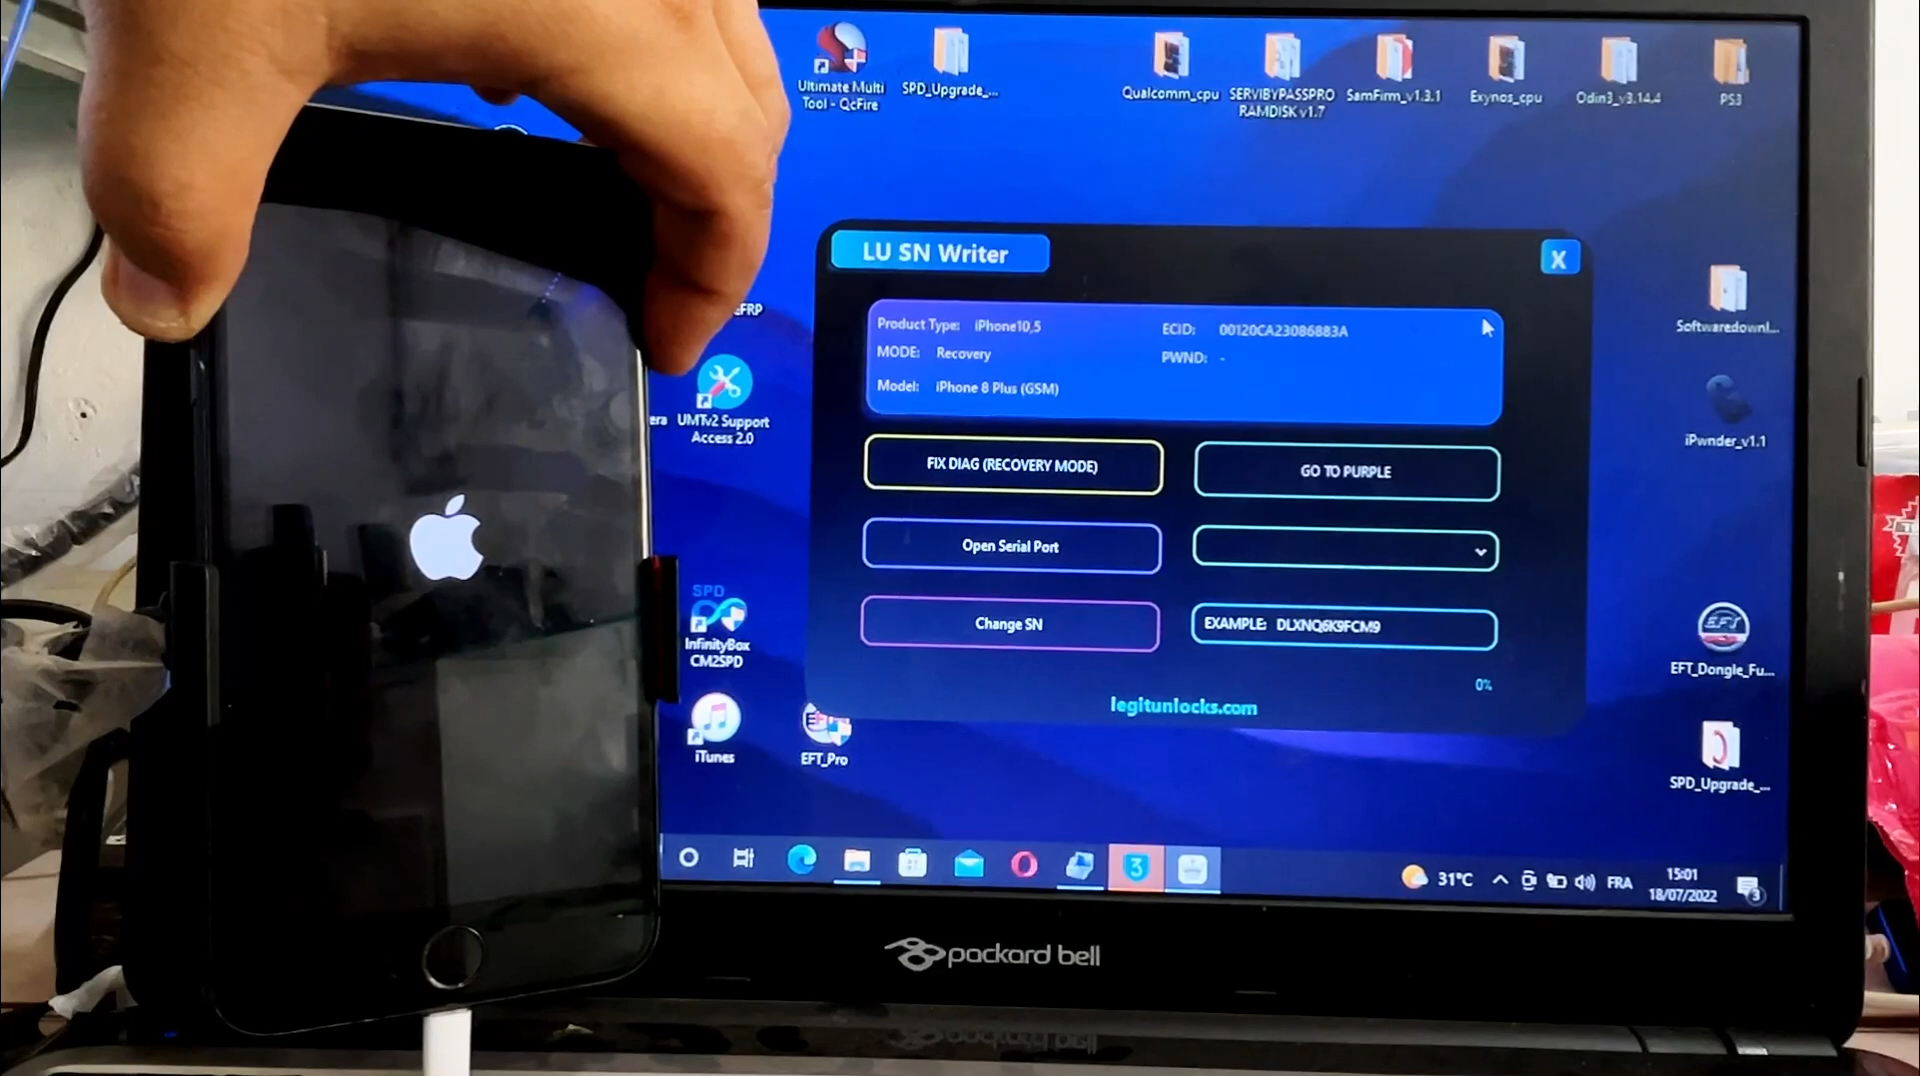 Ultimate Multi
Tool - QcFire
SPD_Upgrade_...
Qualcomm_cpu
SERVIBYPASSPRO
RAMDISK v1.7
SamFirm_v1.3.1
Exynos_cpu
Odin3_v3.14.4
PS3
LU SN Writer
X
Product Type: iPhone10,5
ECID: 00120CA23086883A
MODE: Recovery
PWND: -
Model: iPhone 8 Plus (GSM)
FIX DIAG (RECOVERY MODE)
GO TO PURPLE
Open Serial Port
Change SN
EXAMPLE: DLXNQ6K9FCM9
0%
legitunlocks.com
FRP
era
UMTv2 Support
Access 2.0
SPD
InfinityBox
CM2SPD
iTunes
EFT_Pro
Softwaredownl...
iPwnder_v1.1
EFT
EFT_Dongle_Fu...
SPD_Upgrade_...
3
31°C
FRA
15:01
18/07/2022
3
packard bell